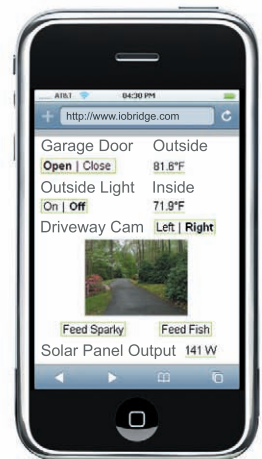 AT&T 04:30 PM
http://www.iobridge.com
Garage Door Outside
Open | Close 81.6°F
Outside Light Inside
On | Off 71.9°F
Driveway Cam Left | Right
Feed Sparky Feed Fish
Solar Panel Output 141 W